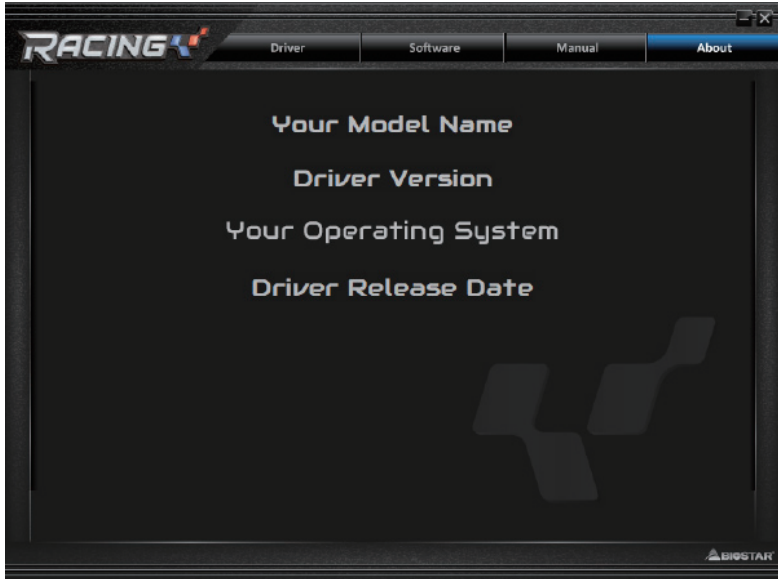 RACING
Driver Software Manual About
Your Model Name
Driver Version
Your Operating System
Driver Release Date
BIOSTAR